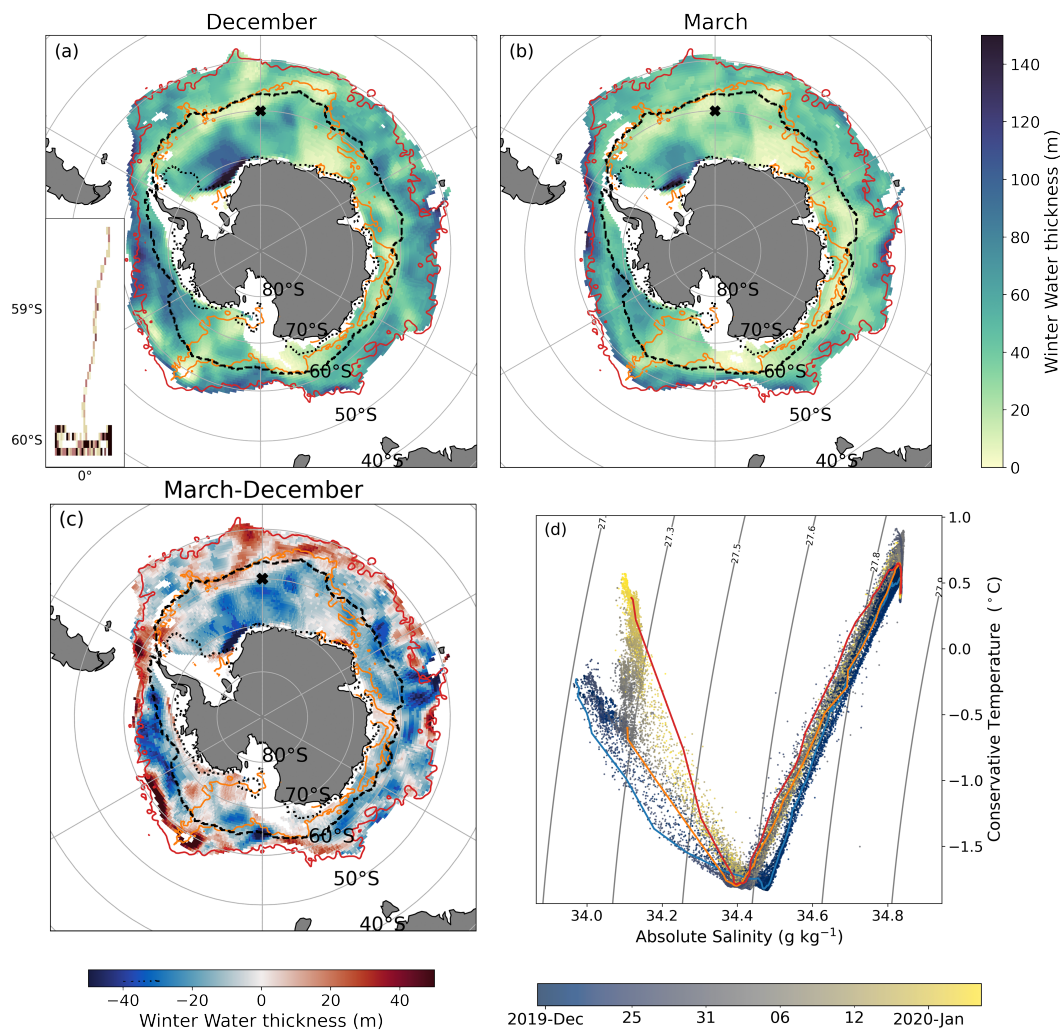 December
March
(a)
(b)
80°S
70°S
60°S
50°S
40°S
80°S
70°S
60°S
50°S
40°S
59°S
60°S
0°
140
120
100
80
60
40
20
0
Winter Water thickness (m)
March-December
(c)
80°S
70°S
60°S
50°S
40°S
−40
−20
0
20
40
Winter Water thickness (m)
(d)
27.3
27.5
27.6
27.8
1.0
0.5
0.0
−0.5
−1.0
−1.5
Conservative Temperature (°C)
34.0
34.2
34.4
34.6
34.8
Absolute Salinity (g kg⁻¹)
2019-Dec
25
31
06
12
2020-Jan